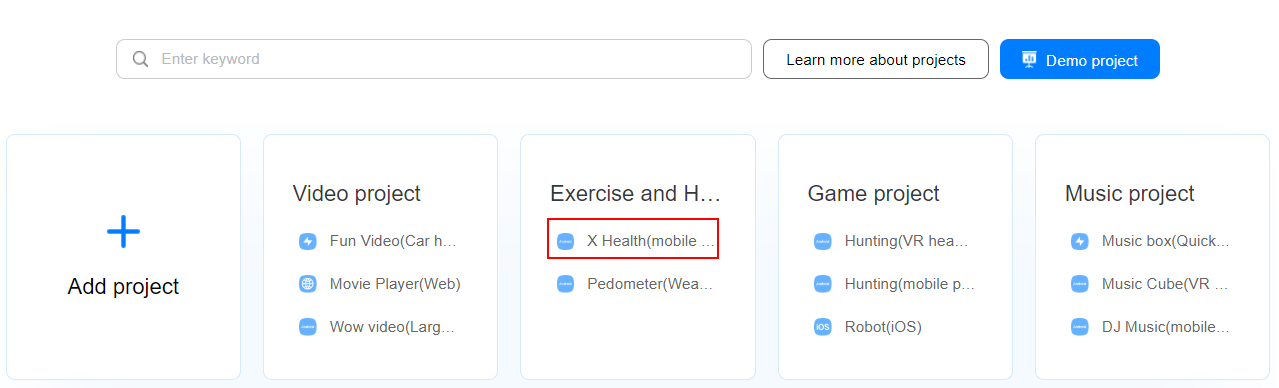 Enter keyword
Learn more about projects
Demo project
Add project
Video project
Fun Video(Car h...
Movie Player(Web)
Wow video(Larg...
Exercise and H...
X Health(mobile ...
Pedometer(Wea...
Game project
Hunting(VR hea...
Hunting(mobile p...
iOS Robot(iOS)
Music project
Music box(Quick...
Music Cube(VR ...
DJ Music(mobile...